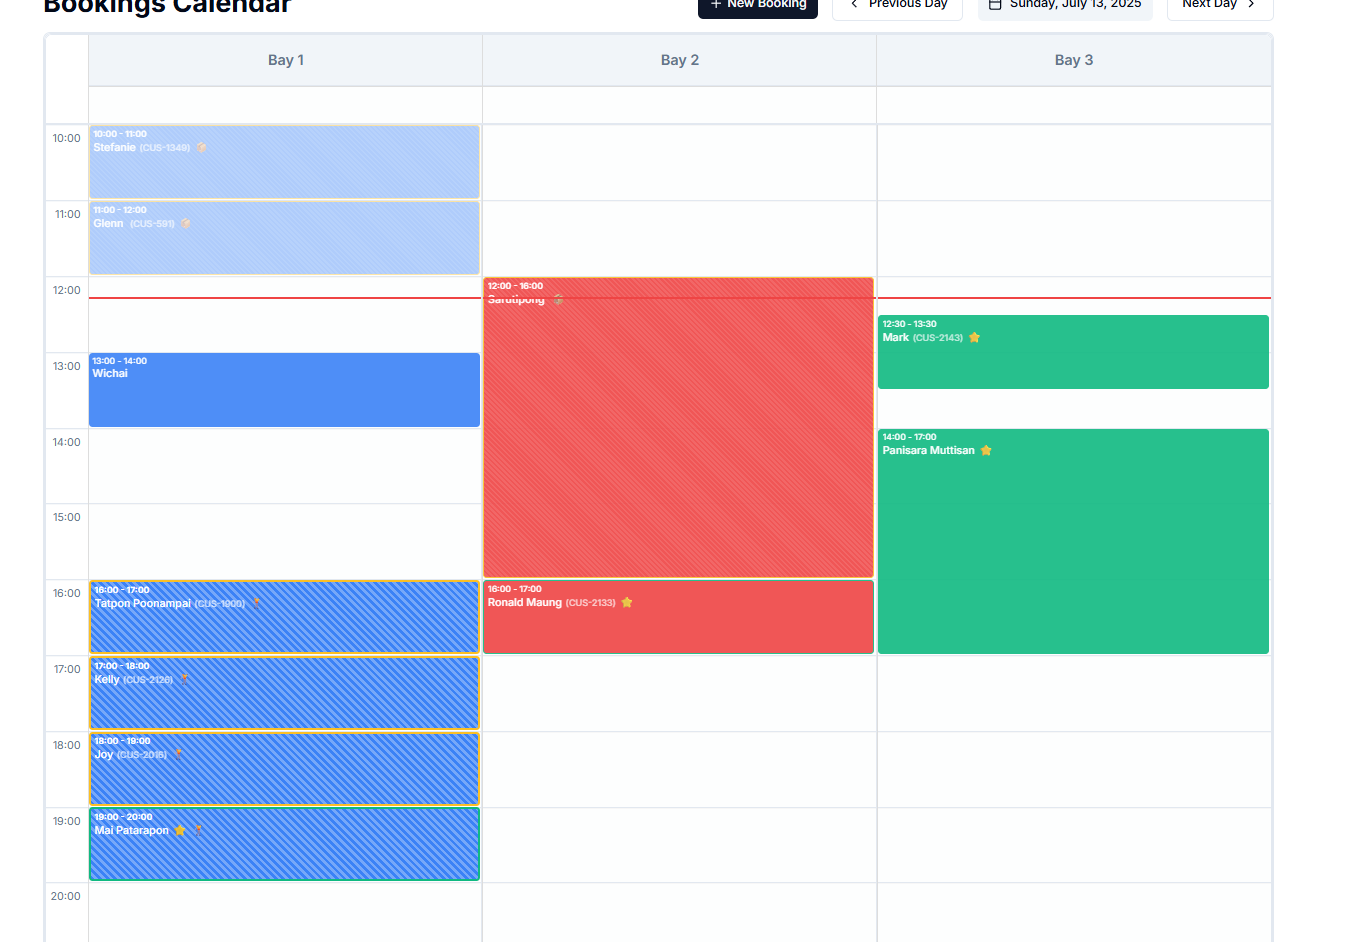 Bookings Calendar
+ New Booking
Previous Day
Sunday, July 13, 2025
Next Day
Bay 1
Bay 2
Bay 3
10:00
10:00 - 11:00
Stefanie (CUS-1349)
11:00
11:00 - 12:00
Glenn (CUS-591)
12:00
12:00 - 16:00
Sarutipong
12:30 - 13:30
Mark (CUS-2143)
13:00
13:00 - 14:00
Wichai
14:00
14:00 - 17:00
Panisara Muttisan
15:00
16:00
16:00 - 17:00
Tatpon Poonampai (CUS-1900)
16:00 - 17:00
Ronald Maung (CUS-2133)
17:00
17:00 - 18:00
Kelly (CUS-2126)
18:00
18:00 - 19:00
Joy (CUS-2016)
19:00
19:00 - 20:00
Mai Patarapon
20:00